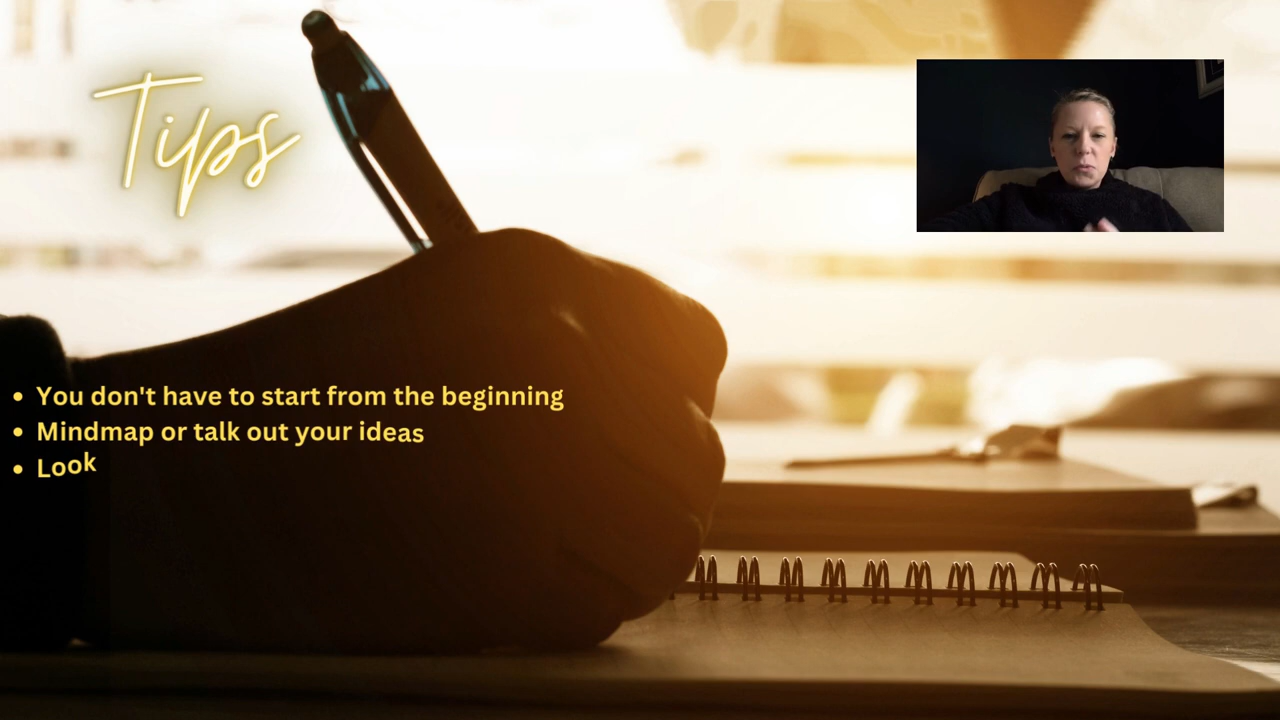 Tips
• You don't have to start from the beginning
• Mindmap or talk out your ideas
• Look